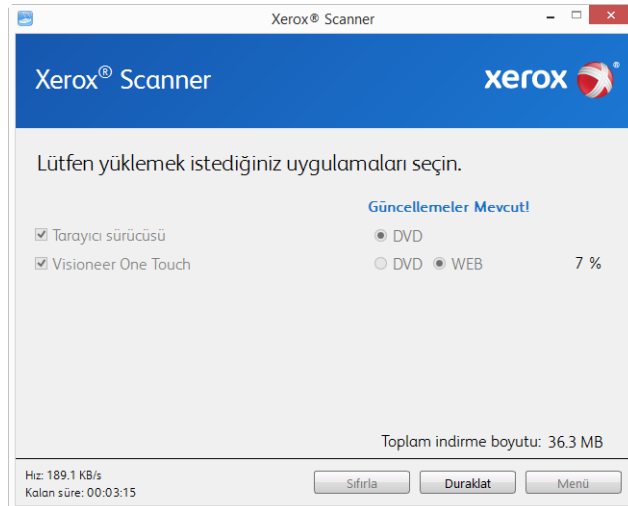 Xerox® Scanner
Xerox® Scanner
xerox®
Lütfen yüklemek istediğiniz uygulamaları seçin.
Güncellemeler Mevcut!
Tarayıcı sürücüsü DVD
Visioneer One Touch DVD WEB 7 %
Toplam indirme boyutu: 36.3 MB
Hız: 189.1 KB/s
Kalan süre: 00:03:15
Sıfırla Duraklat Menü